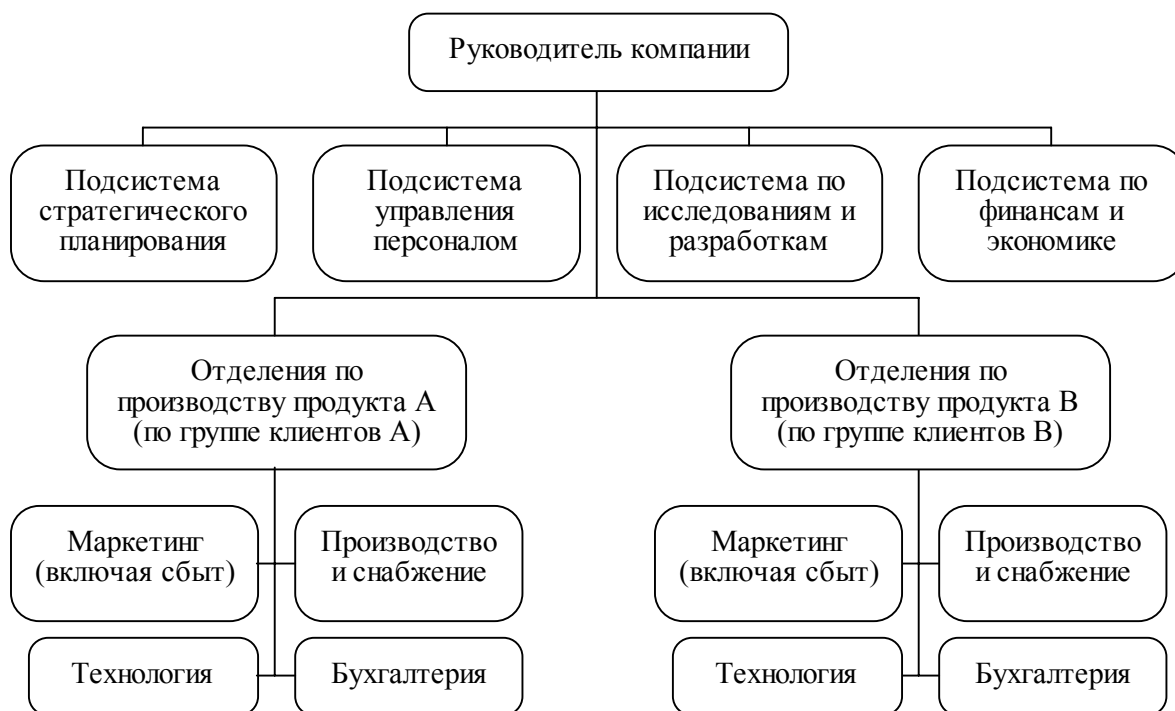 Руководитель компании
Подсистема
стратегического
планирования
Подсистема
управления
персоналом
Подсистема по
исследованиям и
разработкам
Подсистема по
финансам и
экономике
Отделения по
производству продукта А
(по группе клиентов А)
Отделения по
производству продукта В
(по группе клиентов В)
Маркетинг
(включая сбыт)
Производство
и снабжение
Технология
Бухгалтерия
Маркетинг
(включая сбыт)
Производство
и снабжение
Технология
Бухгалтерия